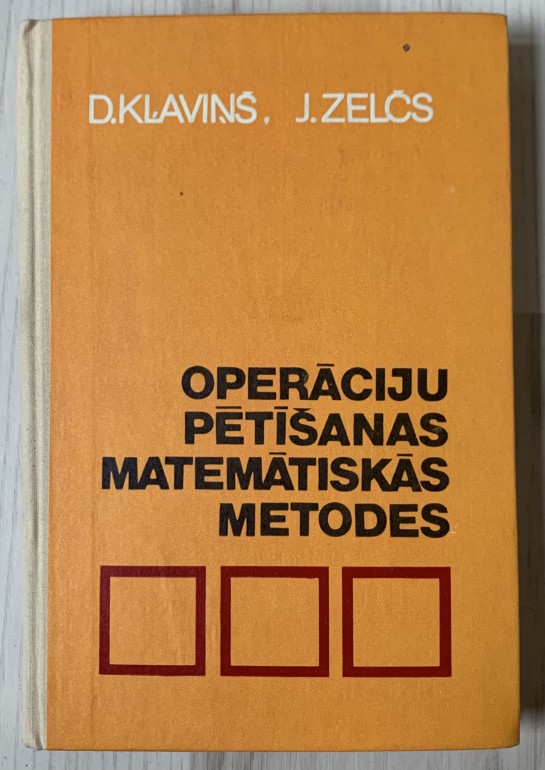 D.KĻAVIŅŠ, J.ZELČS
OPERĀCIJU
PĒTĪŠANAS
MATEMĀTISKĀS
METODES